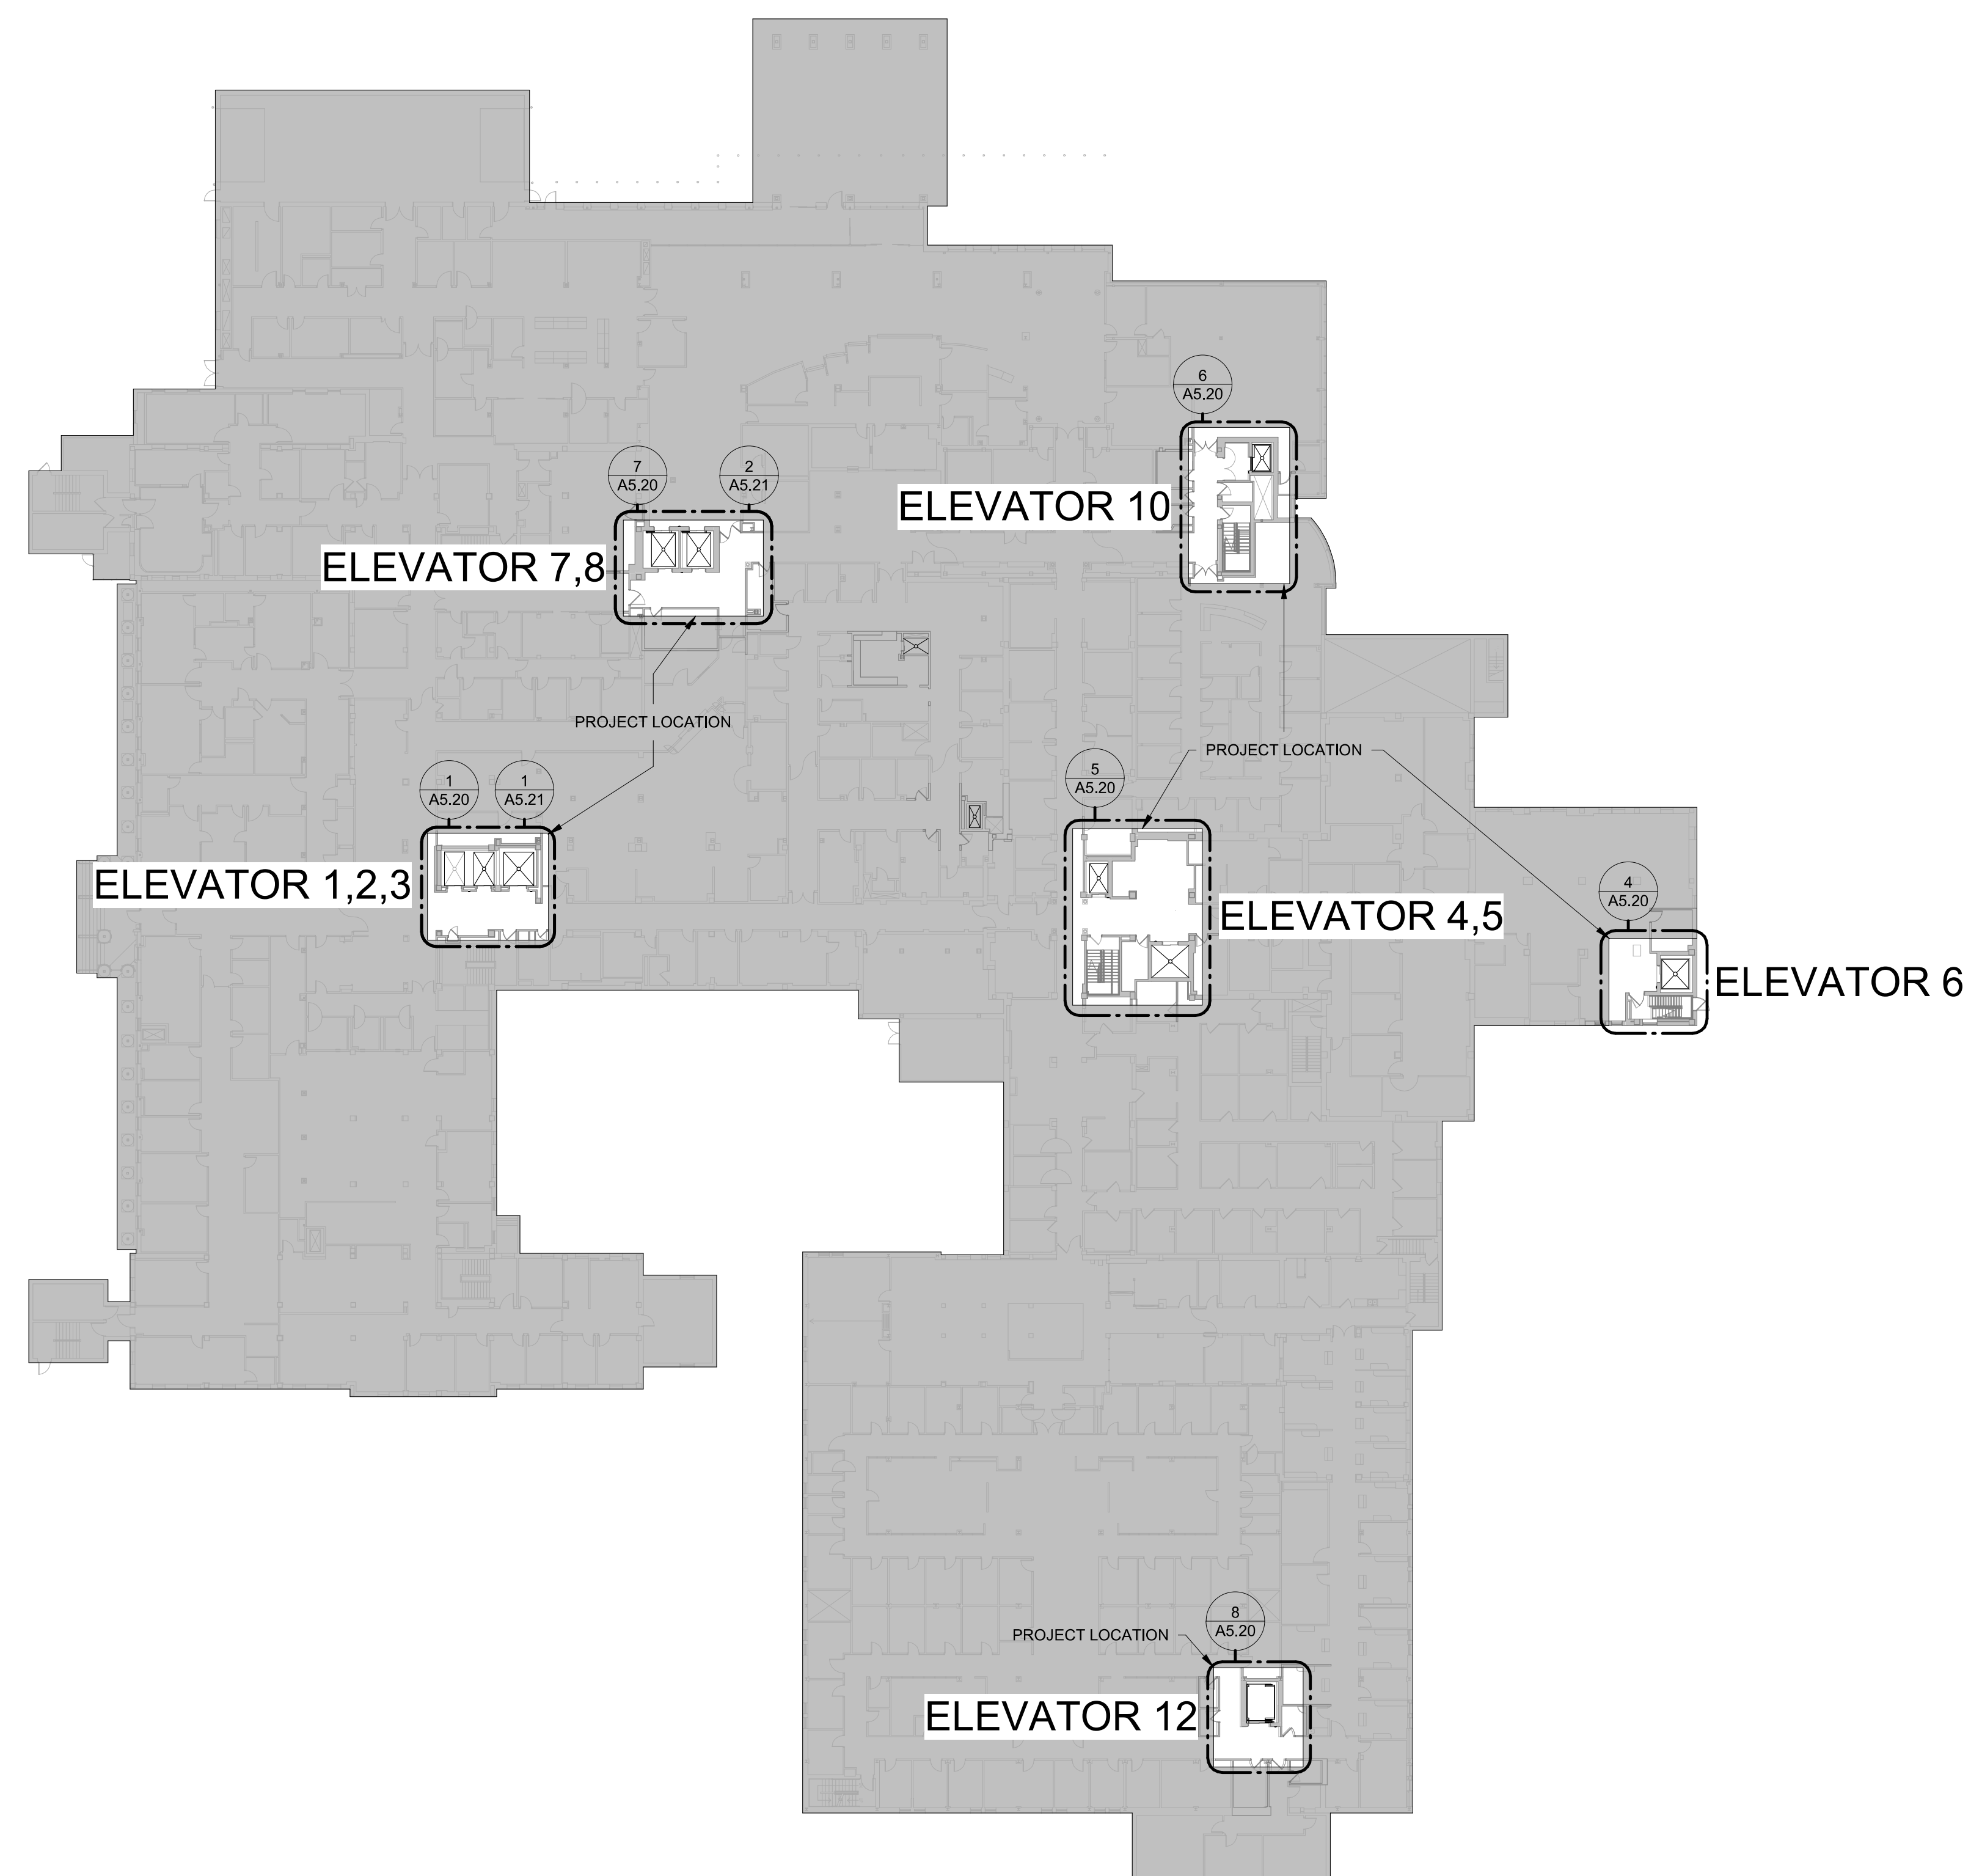 6
A5.20
ELEVATOR 10
7
A5.20
2
A5.21
ELEVATOR 7,8
PROJECT LOCATION
PROJECT LOCATION
1
A5.20
1
A5.21
ELEVATOR 1,2,3
5
A5.20
ELEVATOR 4,5
4
A5.20
ELEVATOR 6
8
A5.20
PROJECT LOCATION
ELEVATOR 12